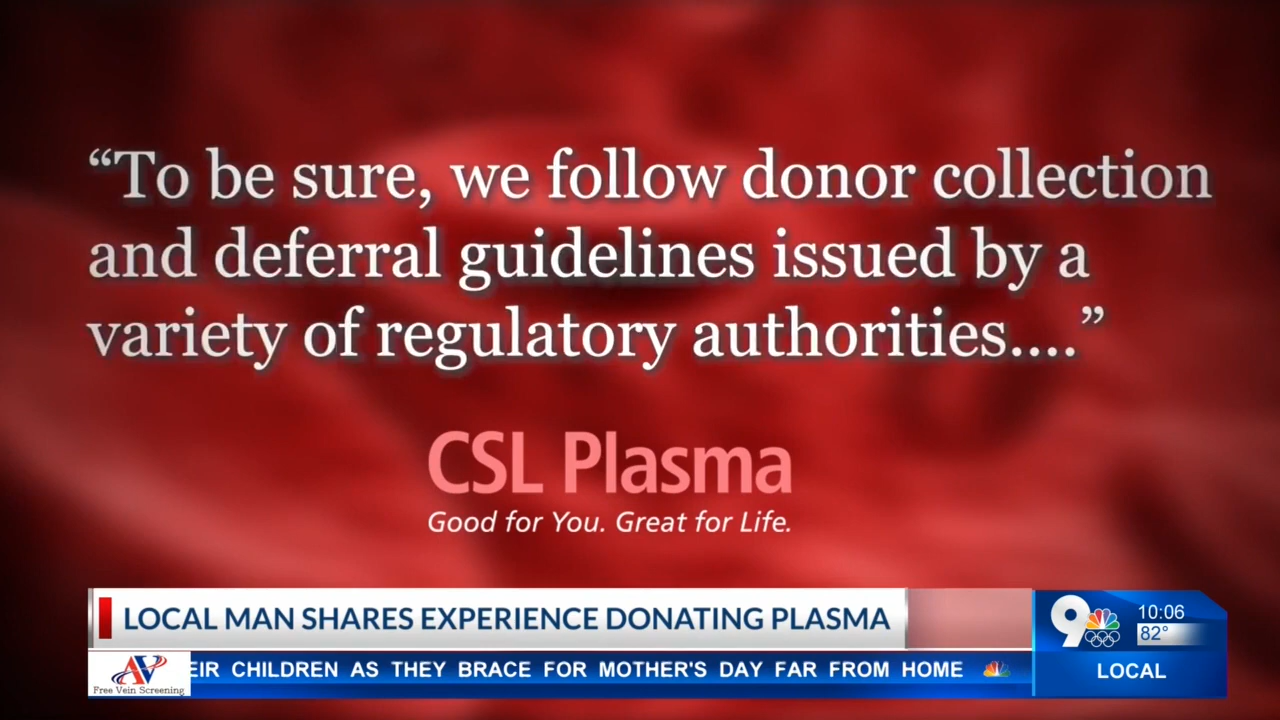 “To be sure, we follow donor collection
and deferral guidelines issued by a
variety of regulatory authorities....”
CSL Plasma
Good for You. Great for Life.
LOCAL MAN SHARES EXPERIENCE DONATING PLASMA
9
10:06
82°
AV
Free Vein Screening
EIR CHILDREN AS THEY BRACE FOR MOTHER'S DAY FAR FROM HOME
LOCAL